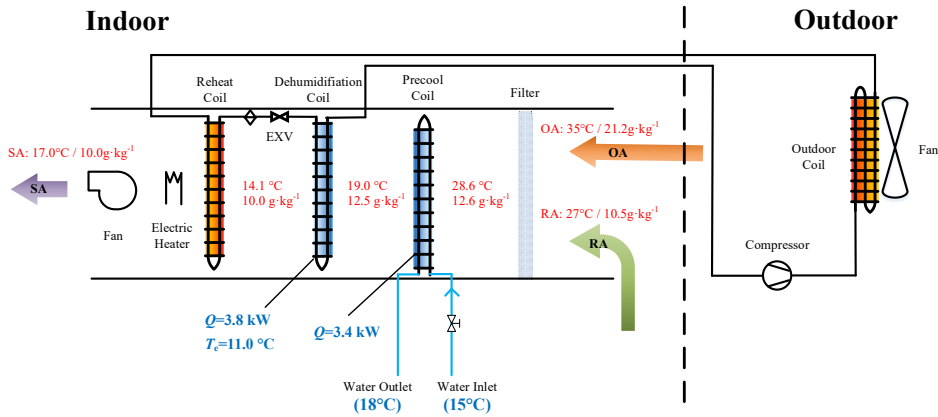 Indoor
Outdoor
Reheat
Coil
Dehumidifiation
Coil
Precool
Coil
Filter
EXV
SA: 17.0°C / 10.0g·kg⁻¹
OA: 35°C / 21.2g·kg⁻¹
SA
OA
14.1 °C
10.0 g·kg⁻¹
19.0 °C
12.5 g·kg⁻¹
28.6 °C
12.6 g·kg⁻¹
Outdoor
Coil
Fan
RA: 27°C / 10.5g·kg⁻¹
RA
Fan
Electric
Heater
Compressor
Q=3.8 kW
Tₑ=11.0 °C
Q=3.4 kW
Water Outlet
(18°C)
Water Inlet
(15°C)